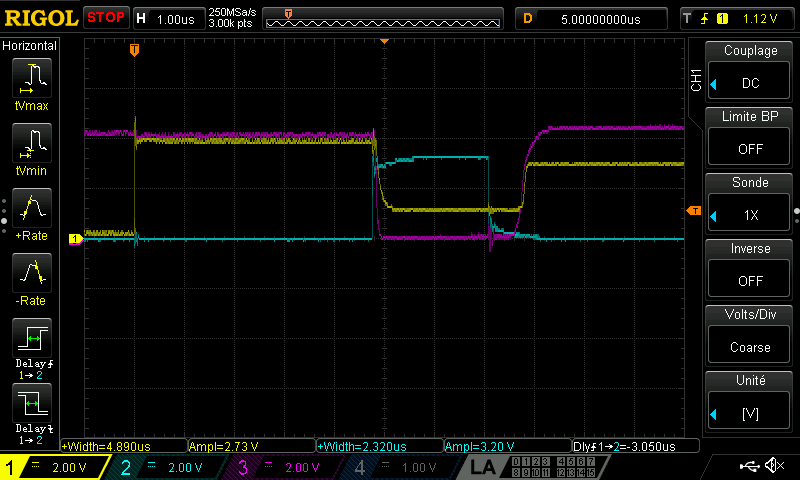 RIGOL STOP H 1.00us 250MSa/s 3.00k pts T D 5.00000000us T 1 1.12 V
Horizontal
tVmax
tVmin
+Rate
-Rate
Delay
1→2
Delay
1→2
T
1
T
CH1
Couplage
DC
Limite BP
OFF
Sonde
1X
Inverse
OFF
Volts/Div
Coarse
Unité
[V]
+Width=4.890us Ampl=2.73 V +Width=2.320us Ampl=3.20 V Dly1→2=-3.050us
1 2.00 V 2 2.00 V 3 2.00 V 4 1.00 V LA 0 1 2 3 4 5 6 7
8 9 10 11 12 13 14 15